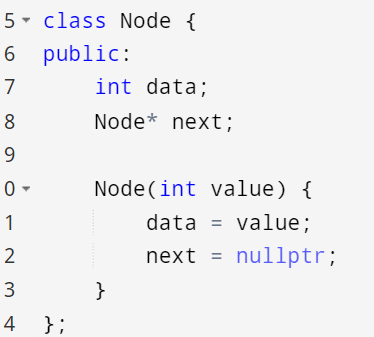 5 class Node {
6 public:
7     int data;
8     Node* next;
9
0     Node(int value) {
1         data = value;
2         next = nullptr;
3     }
4 };